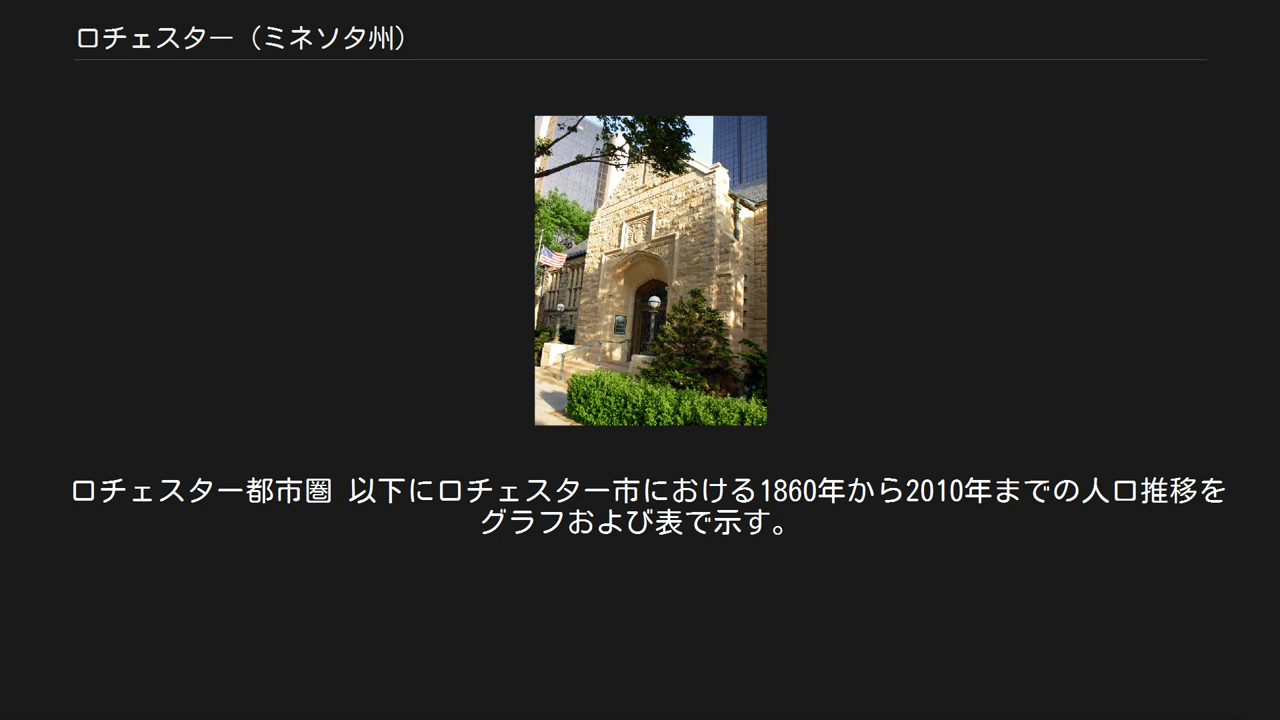 ロチェスター（ミネソタ州）
ロチェスター都市圏 以下にロチェスター市における1860年から2010年までの人口推移を
グラフおよび表で示す。